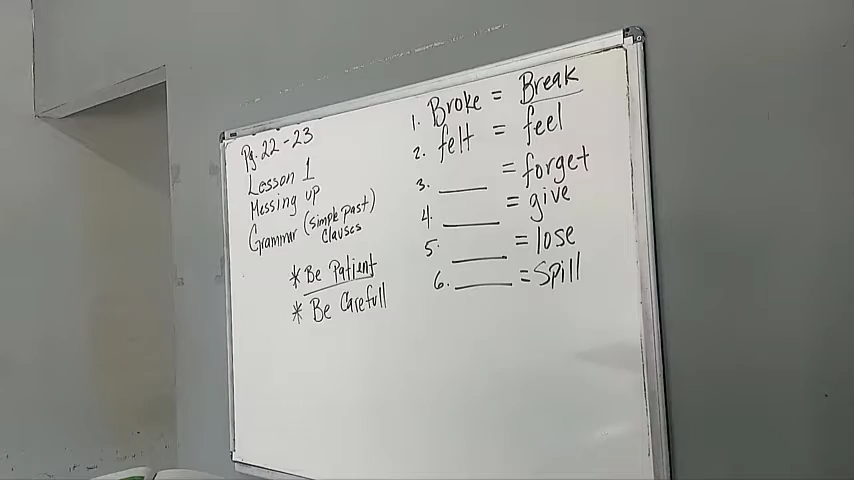 Pg. 22-23
Lesson 1
Messing up
Grammar (simple past)
clauses
* Be Patient
* Be Carefull
1. Broke = Break
2. felt = feel
3. ____ = forget
4. ____ = give
5. ____ = lose
6. ____ = Spill